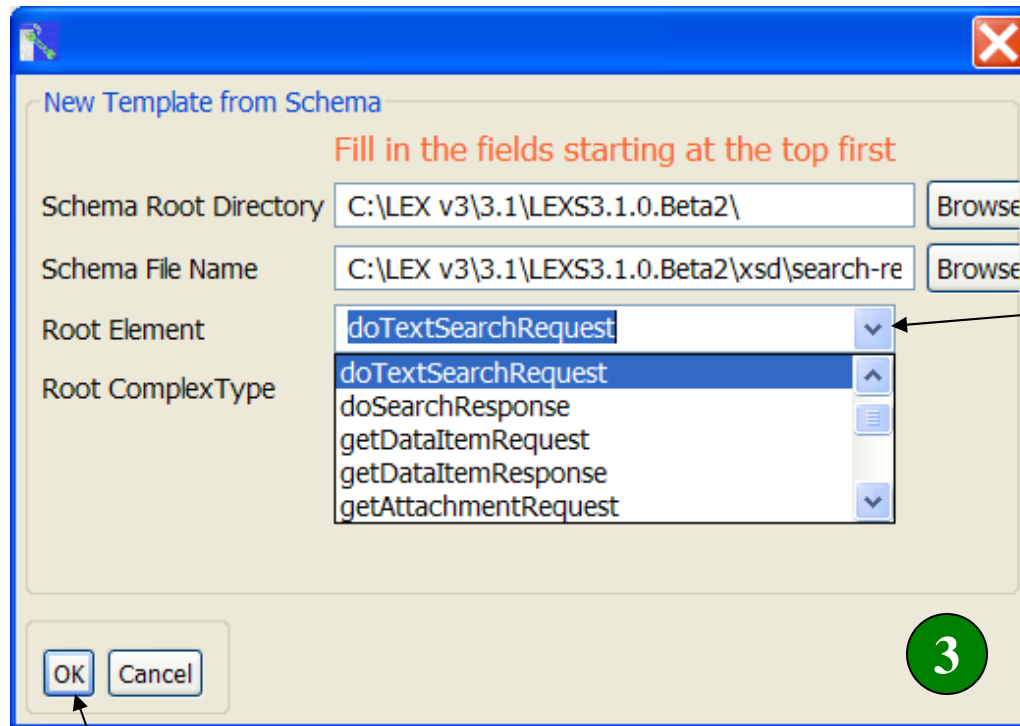 New Template from Schema
Fill in the fields starting at the top first
Schema Root Directory C:\LEX v3\3.1\LEXS3.1.0.Beta2\ Browse
Schema File Name C:\LEX v3\3.1\LEXS3.1.0.Beta2\xsd\search-re Browse
Root Element doTextSearchRequest
Root ComplexType
doTextSearchRequest
doSearchResponse
getDataItemRequest
getDataItemResponse
getAttachmentRequest
3
OK Cancel